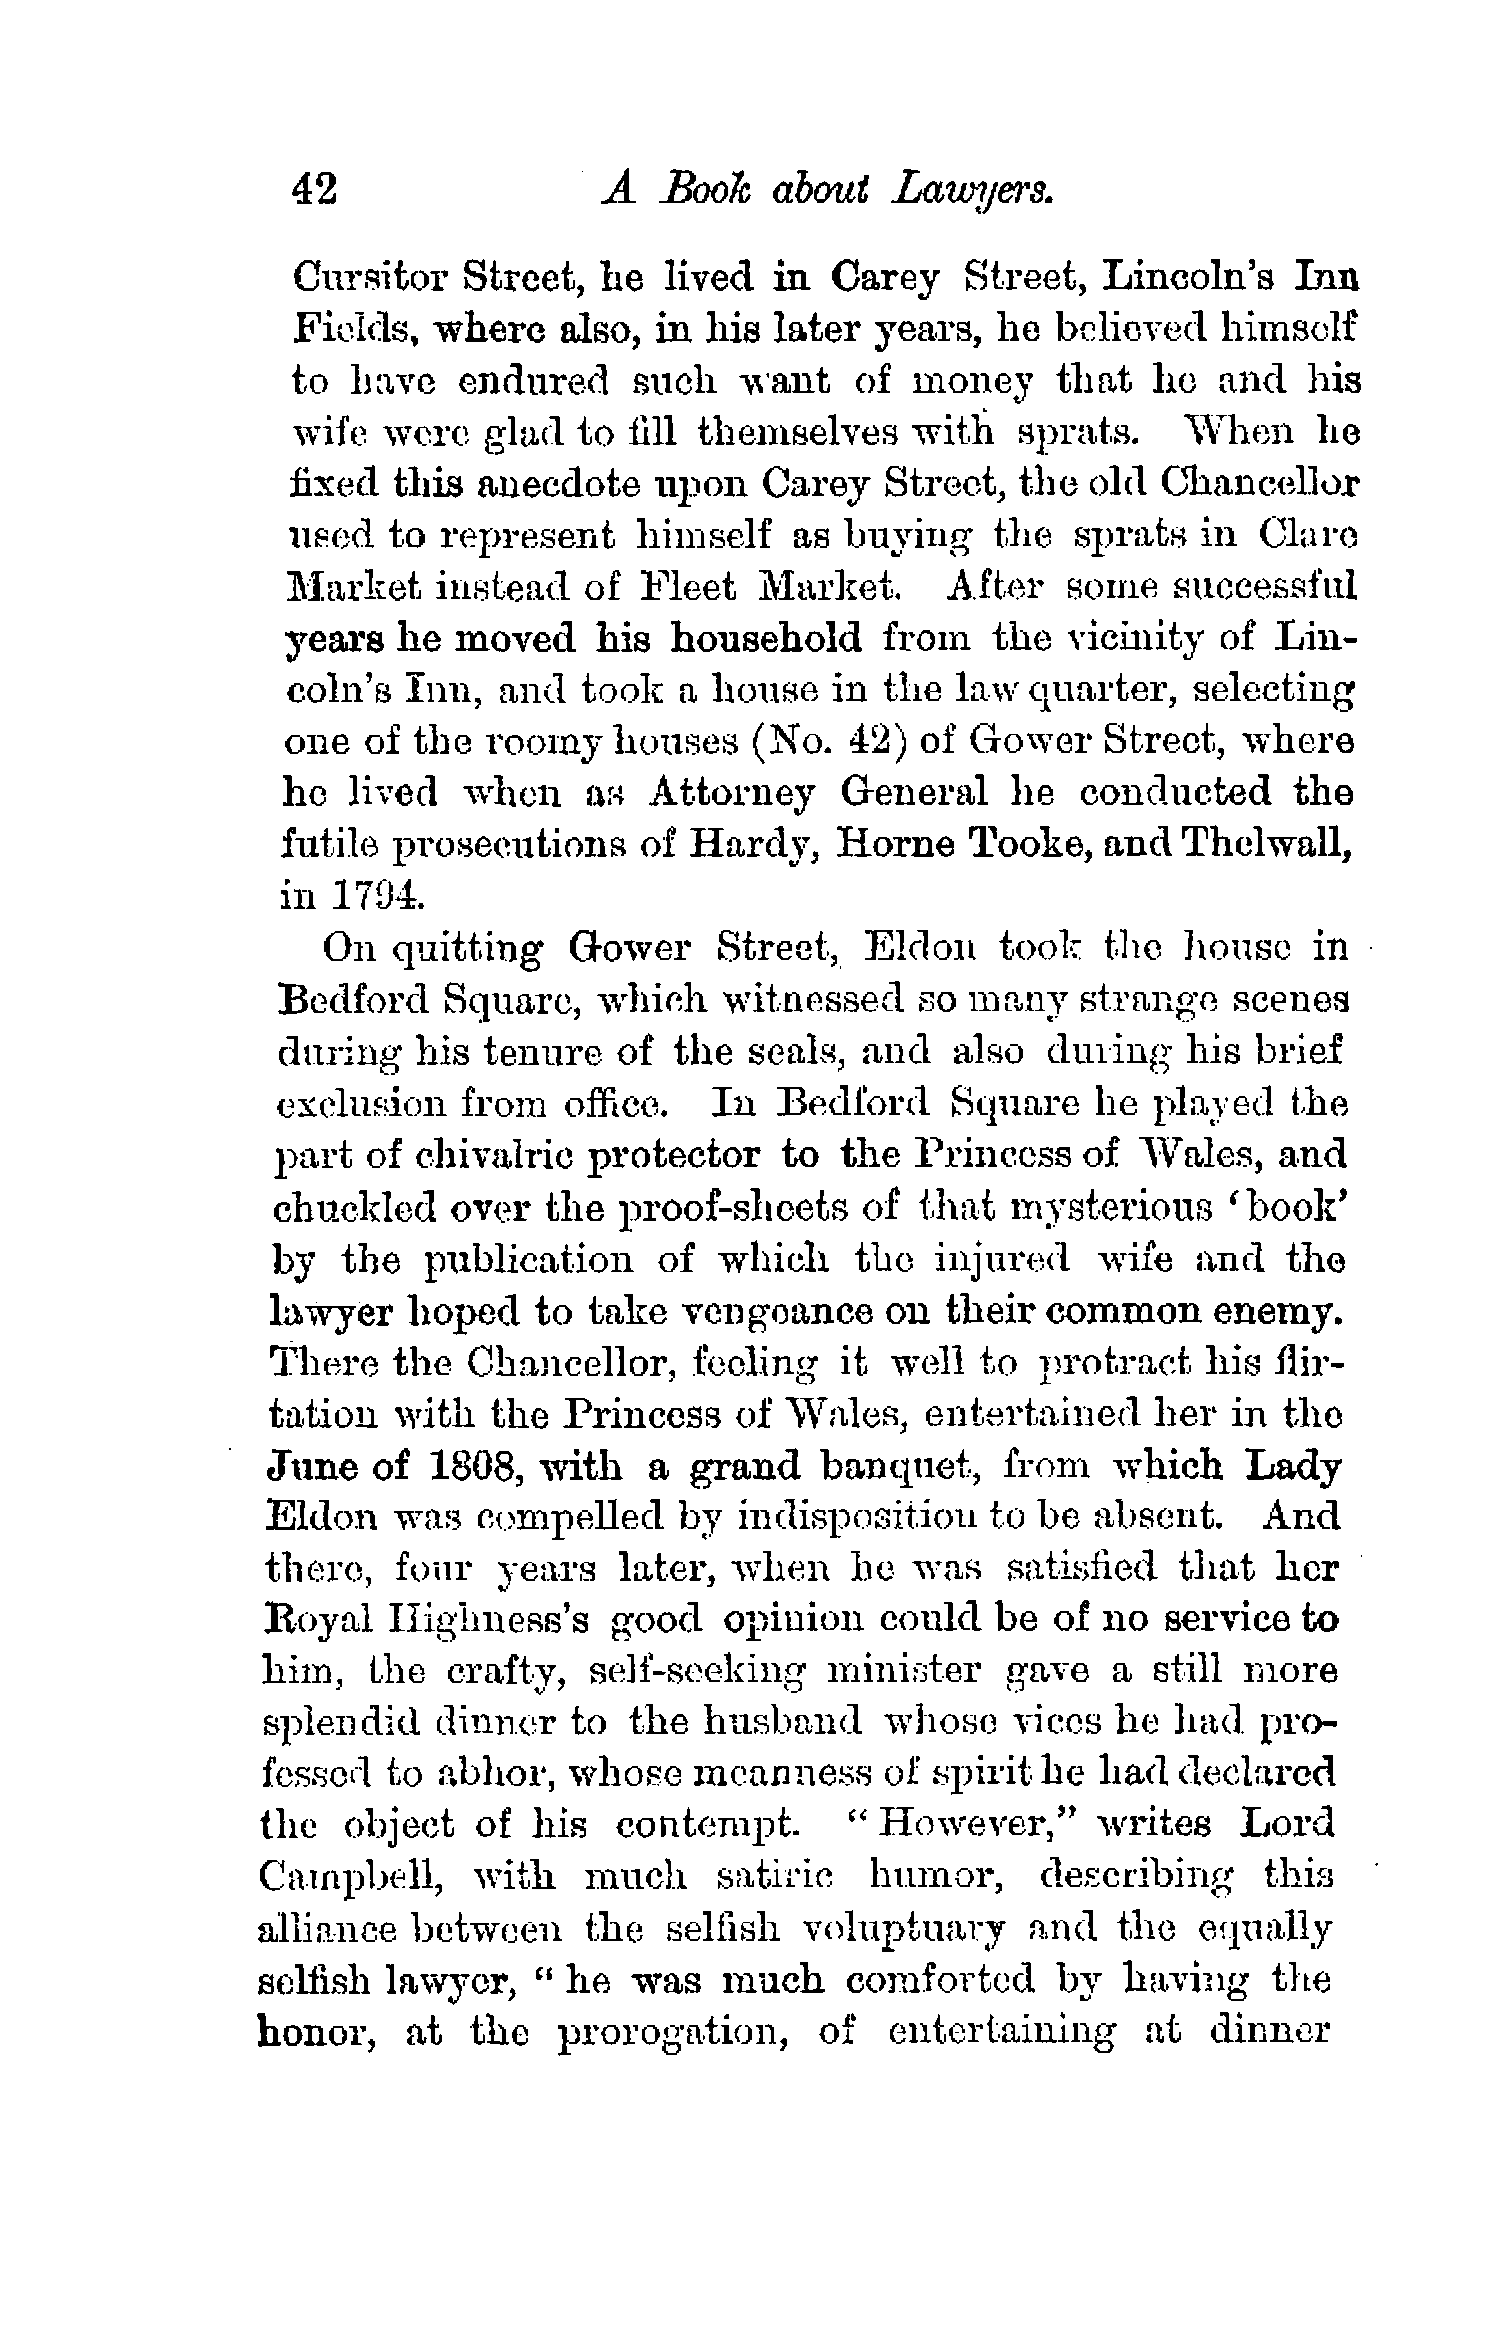 42 A Book about Lawyers.
Cursitor Street, he lived in Carey Street, Lincoln's Inn
Fields, where also, in his later years, he believed himself
to have endured such want of money that he and his
wife were glad to fill themselves with sprats. When he
fixed this anecdote upon Carey Street, the old Chancellor
used to represent himself as buying the sprats in Clare
Market instead of Fleet Market. After some successful
years he moved his household from the vicinity of Lin-
coln's Inn, and took a house in the law quarter, selecting
one of the roomy houses (No. 42) of Gower Street, where
he lived when as Attorney General he conducted the
futile prosecutions of Hardy, Horne Tooke, and Thelwall,
in 1794.
On quitting Gower Street, Eldon took the house in
Bedford Square, which witnessed so many strange scenes
during his tenure of the seals, and also during his brief
exclusion from office. In Bedford Square he played the
part of chivalric protector to the Princess of Wales, and
chuckled over the proof-sheets of that mysterious 'book'
by the publication of which the injured wife and the
lawyer hoped to take vengeance on their common enemy.
There the Chancellor, feeling it well to protract his flir-
tation with the Princess of Wales, entertained her in the
June of 1808, with a grand banquet, from which Lady
Eldon was compelled by indisposition to be absent. And
there, four years later, when he was satisfied that her
Royal Highness's good opinion could be of no service to
him, the crafty, self-seeking minister gave a still more
splendid dinner to the husband whose vices he had pro-
fessed to abhor, whose meanness of spirit he had declared
the object of his contempt. "However," writes Lord
Campbell, with much satiric humor, describing this
alliance between the selfish voluptuary and the equally
selfish lawyer, "he was much comforted by having the
honor, at the prorogation, of entertaining at dinner